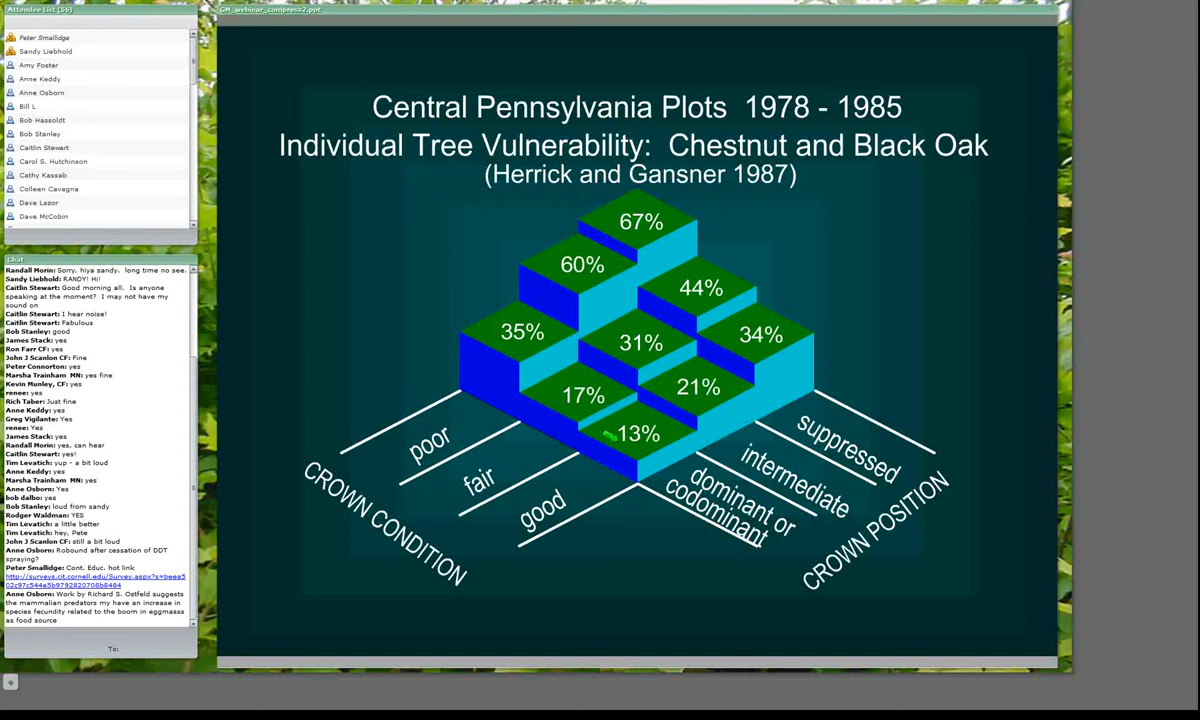 Attendee List (56)
Peter Smallidge
Sandy Liebhold
Amy Foster
Anne Keddy
Anne Osborn
Bill L
Bob Hassoldt
Bob Stanley
Caitlin Stewart
Carol S. Hutchinson
Cathy Kassab
Colleen Cavagna
Dave Lazor
Dave McCobin
Chat
Randall Morin: Sorry, hiya sandy. long time no see.
Sandy Liebhold: RANDY! Hi!
Caitlin Stewart: Good morning all. Is anyone
speaking at the moment? I may not have my
sound on
Caitlin Stewart: I hear noise!
Caitlin Stewart: Fabulous
Bob Stanley: good
James Stack: yes
Ron Farr CF: yes
John J Scanlon CF: Fine
Peter Connorton: yes
Marsha Trainham MN: yes fine
Kevin Munley, CF: yes
renee: yes
Rich Taber: Just fine
Anne Keddy: yes
Greg Vigilante: Yes
renee: Yes
James Stack: yes
Randall Morin: yes, can hear
Caitlin Stewart: yes!
Tim Levatich: yup - a bit loud
Anne Keddy: yes
Marsha Trainham MN: yes
Anne Osborn: Yes
bob dalbo: yes
Bob Stanley: loud from sandy
Rodger Waldman: YES
Tim Levatich: a little better
Tim Levatich: hey, Pete
John J Scanlon CF: still a bit loud
Anne Osborn: Robound after cessation of DDT
spraying?
Peter Smallidge: Cont. Educ. hot link
http://surveys.cit.cornell.edu/Survey.aspx?s=beea5
02c97c544e5b9792820708b8484
Anne Osborn: Work by Richard S. Ostfeld suggests
the mammalian predators my have an increase in
species fecundity related to the boom in eggmasss
as food source
To:
GM_webinar_compress2.ppt
Central Pennsylvania Plots 1978 - 1985
Individual Tree Vulnerability: Chestnut and Black Oak
(Herrick and Gansner 1987)
67%
60%
44%
35%
31%
34%
17%
21%
13%
poor
fair
good
CROWN CONDITION
suppressed
intermediate
dominant or
codominant
CROWN POSITION